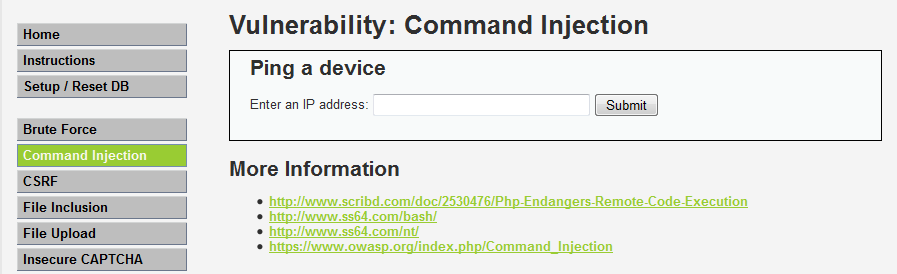 Home
Instructions
Setup / Reset DB
Brute Force
Command Injection
CSRF
File Inclusion
File Upload
Insecure CAPTCHA
Vulnerability: Command Injection
Ping a device
Enter an IP address: Submit
More Information
http://www.scribd.com/doc/2530476/Php-Endangers-Remote-Code-Execution
http://www.ss64.com/bash/
http://www.ss64.com/nt/
https://www.owasp.org/index.php/Command_Injection